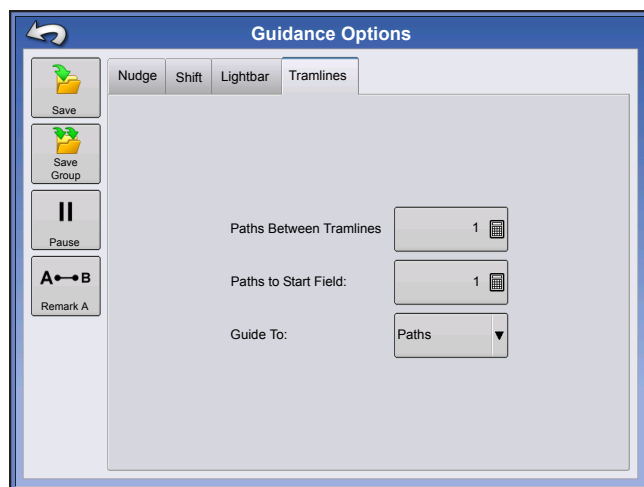 Guidance Options
Save
Save
Group
Pause
A B
Remark A
Nudge
Shift
Lightbar
Tramlines
Paths Between Tramlines
1
Paths to Start Field:
1
Guide To:
Paths